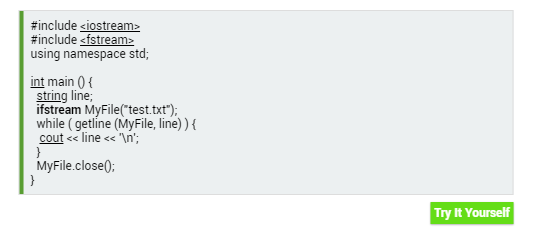 #include <iostream>
#include <fstream>
using namespace std;

int main () {
  string line;
  ifstream MyFile("test.txt");
  while ( getline (MyFile, line) ) {
   cout << line << '\n';
  }
  MyFile.close();
}
Try It Yourself